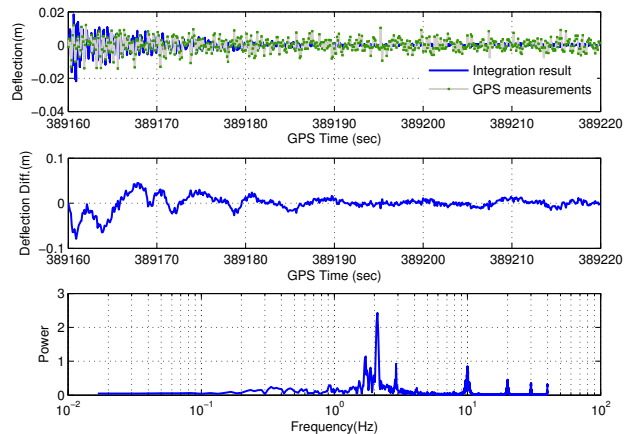 0.02
0
−0.02
−0.04
Deflection(m)
Integration result
GPS measurements
389160 389170 389180 389190 389200 389210 389220
GPS Time (sec)
0.1
0
−0.1
Deflection Diff.(m)
389160 389170 389180 389190 389200 389210 389220
GPS Time (sec)
3
2
1
0
Power
10^−2 10^−1 10^0 10^1 10^2
Frequency(Hz)